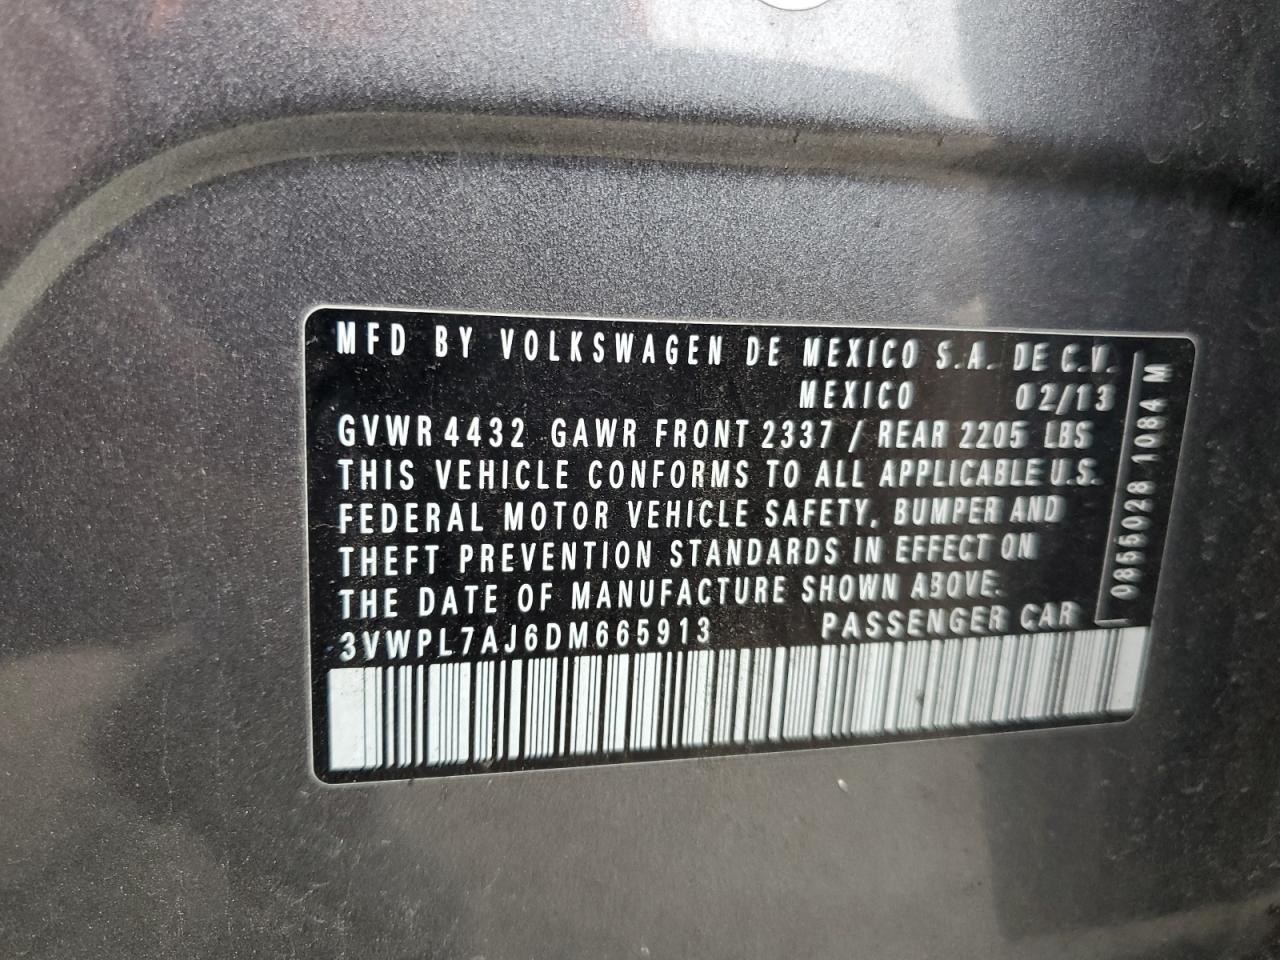 MFD BY VOLKSWAGEN DE MEXICO S.A. DE C.V.
MEXICO 02/13
GVWR 4432 GAWR FRONT 2337 / REAR 2205 LBS
THIS VEHICLE CONFORMS TO ALL APPLICABLE U.S.
FEDERAL MOTOR VEHICLE SAFETY, BUMPER AND
THEFT PREVENTION STANDARDS IN EFFECT ON
THE DATE OF MANUFACTURE SHOWN ABOVE.
3VWPL7AJ6DM665913 PASSENGER CAR
0855028 1084 M